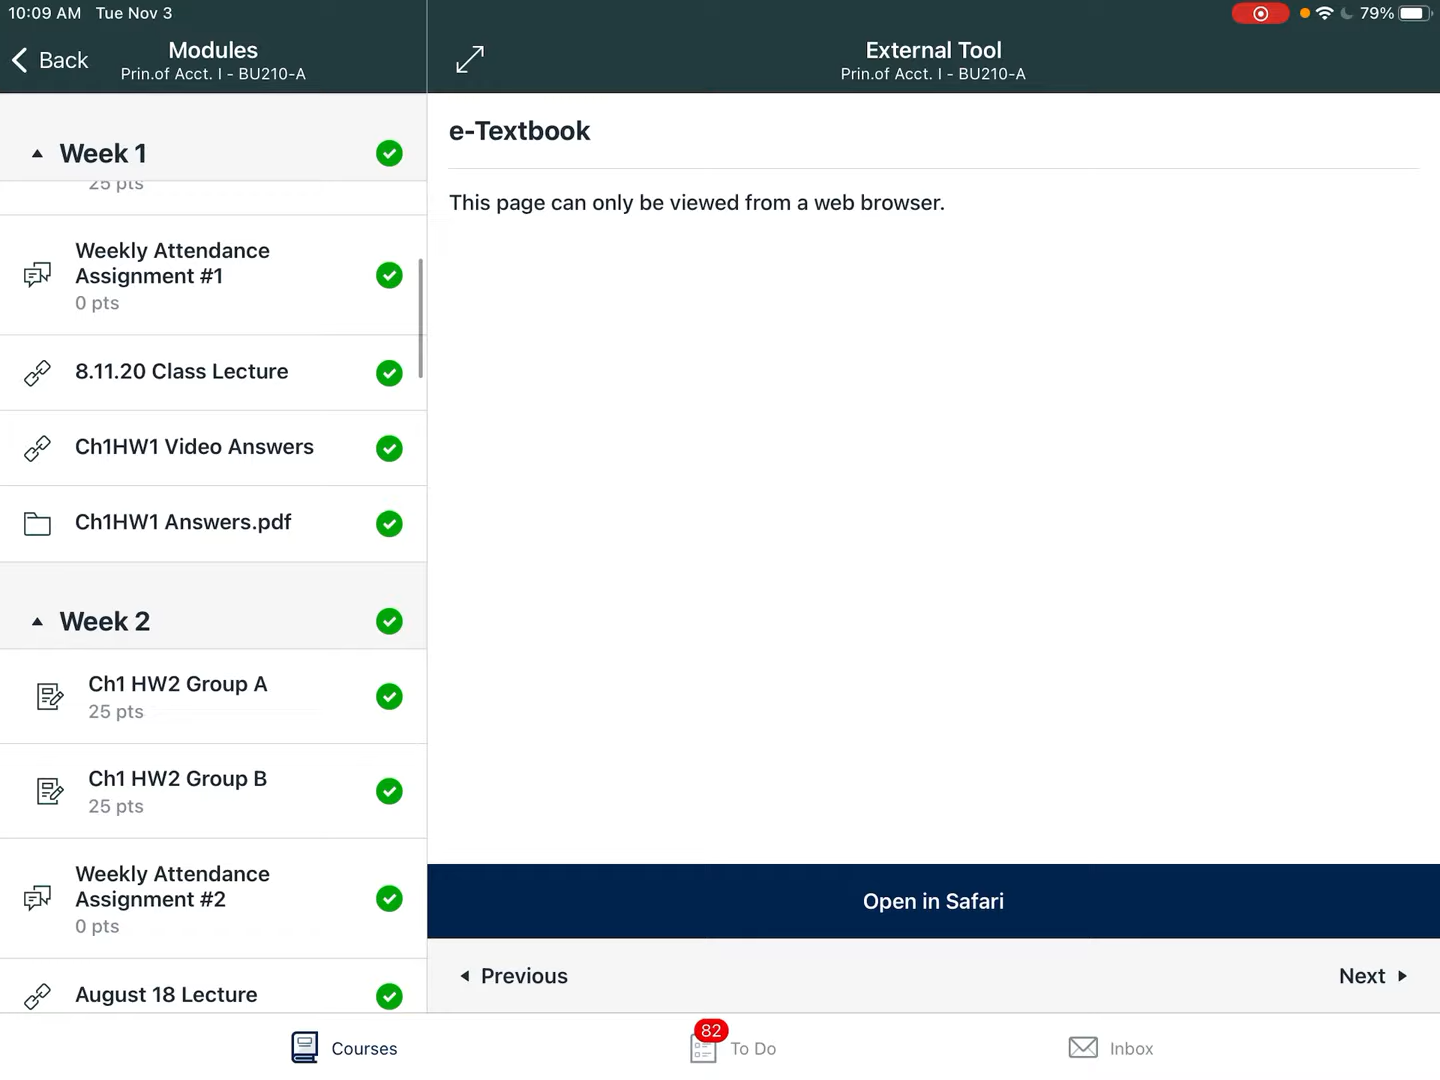 10:09 AM Tue Nov 3
79%
Back
Modules
Prin.of Acct. I - BU210-A
External Tool
Prin.of Acct. I - BU210-A
Week 1
25 pts
Weekly Attendance
Assignment #1
0 pts
8.11.20 Class Lecture
Ch1HW1 Video Answers
Ch1HW1 Answers.pdf
Week 2
Ch1 HW2 Group A
25 pts
Ch1 HW2 Group B
25 pts
Weekly Attendance
Assignment #2
0 pts
August 18 Lecture
e-Textbook
This page can only be viewed from a web browser.
Open in Safari
Previous
Next
Courses
82
To Do
Inbox